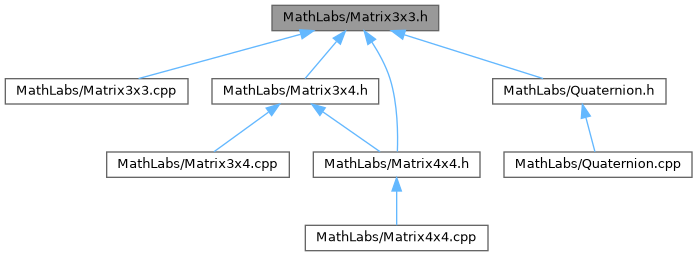 MathLabs/Matrix3x3.h
MathLabs/Matrix3x3.cpp
MathLabs/Matrix3x4.h
MathLabs/Quaternion.h
MathLabs/Matrix3x4.cpp
MathLabs/Matrix4x4.h
MathLabs/Quaternion.cpp
MathLabs/Matrix4x4.cpp